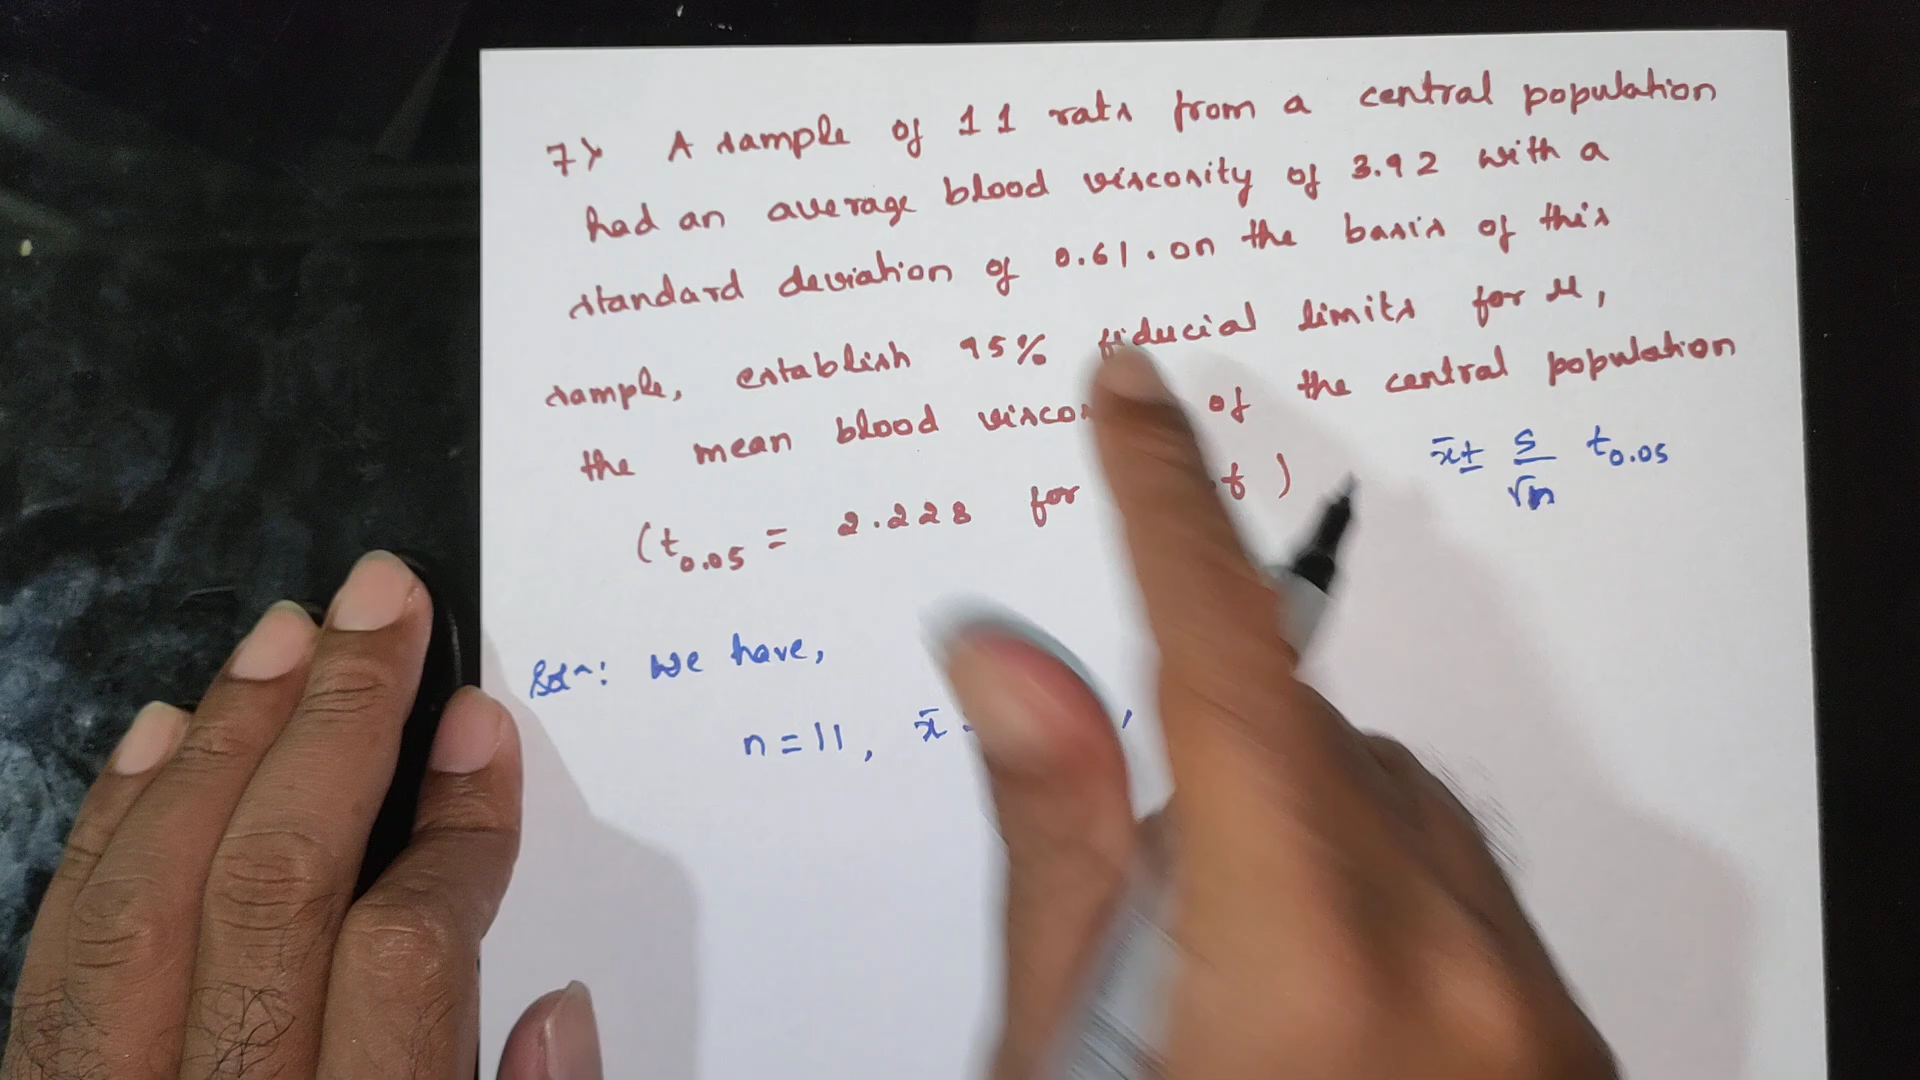 7) A sample of 11 rats from a central population
had an average blood viscosity of 3.92 with a
standard deviation of 0.61. on the basis of this
sample, establish 95% fiducial limits for μ,
the mean blood of the central population
(t0.05 = 2.228 for )
x̄ ± s/√n t0.05
Solⁿ: We have,
n = 11, x̄